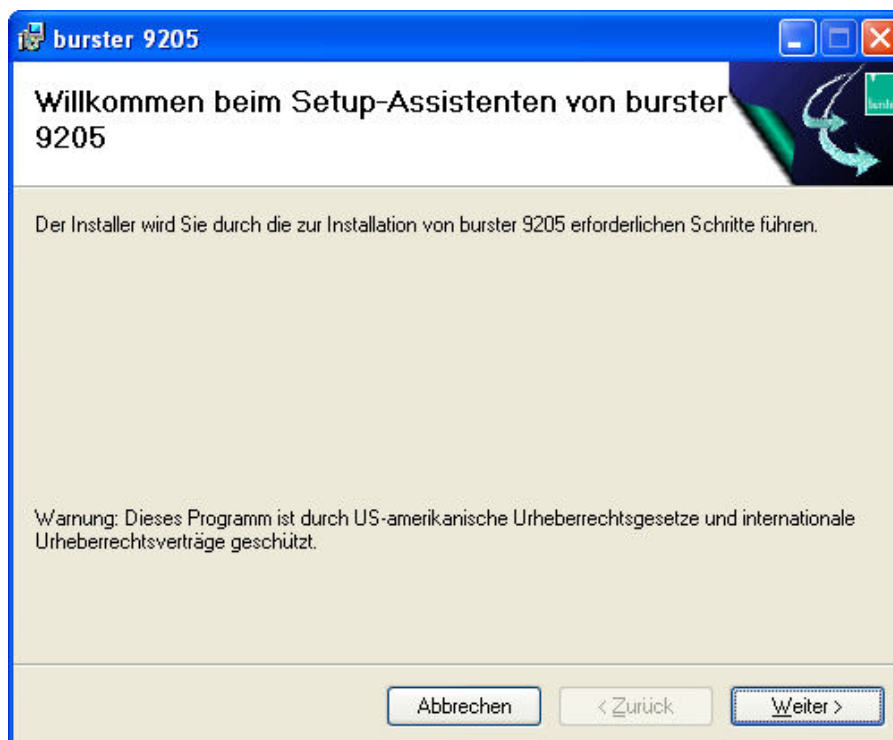 burster 9205
Willkommen beim Setup-Assistenten von burster
9205
Der Installer wird Sie durch die zur Installation von burster 9205 erforderlichen Schritte führen.
Warnung: Dieses Programm ist durch US-amerikanische Urheberrechtsgesetze und internationale
Urheberrechtsverträge geschützt.
Abbrechen
< Zurück
Weiter >